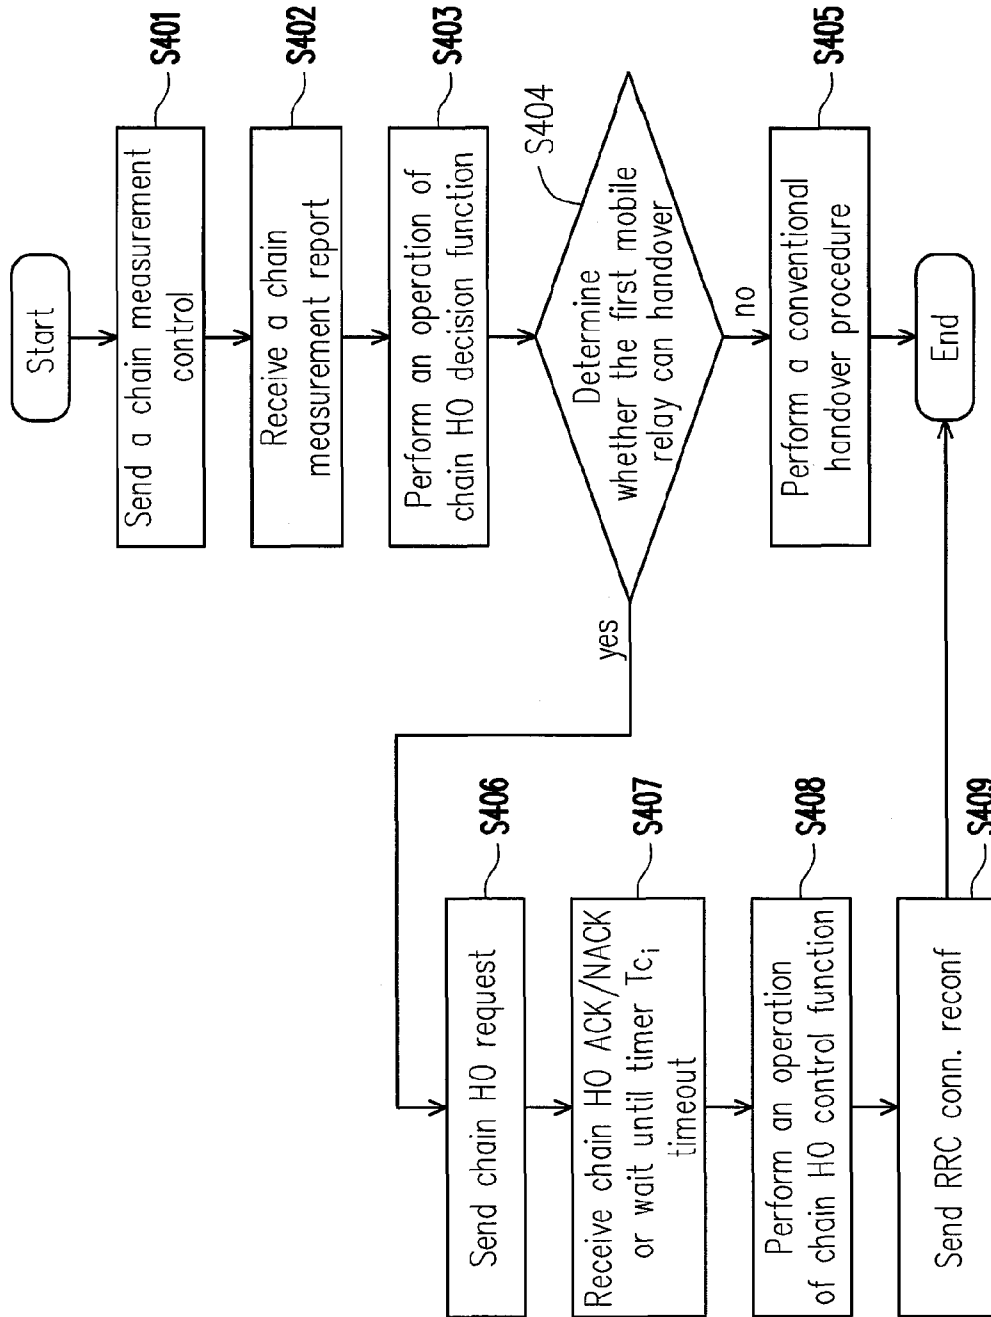 Start
Send a chain measurement
control
S401
Receive a chain
measurement report
S402
Perform an operation of
chain HO decision function
S403
Determine
whether the first mobile
relay can handover
S404
yes
no
Perform a conventional
handover procedure
S405
End
Send chain HO request
S406
Receive chain HO ACK/NACK
or wait until timer Tci
timeout
S407
Perform an operation
of chain HO control function
S408
Send RRC conn. reconf
S409